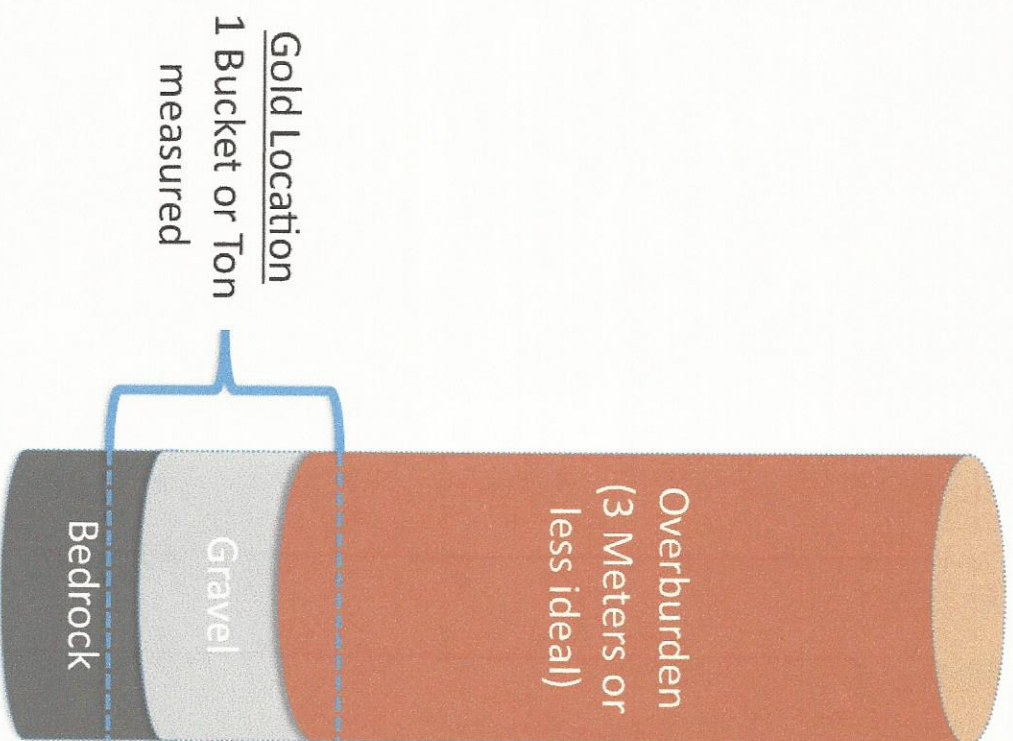 Gold Location
1 Bucket or Ton
measured
Overburden
(3 Meters or
less ideal)
Gravel
Bedrock